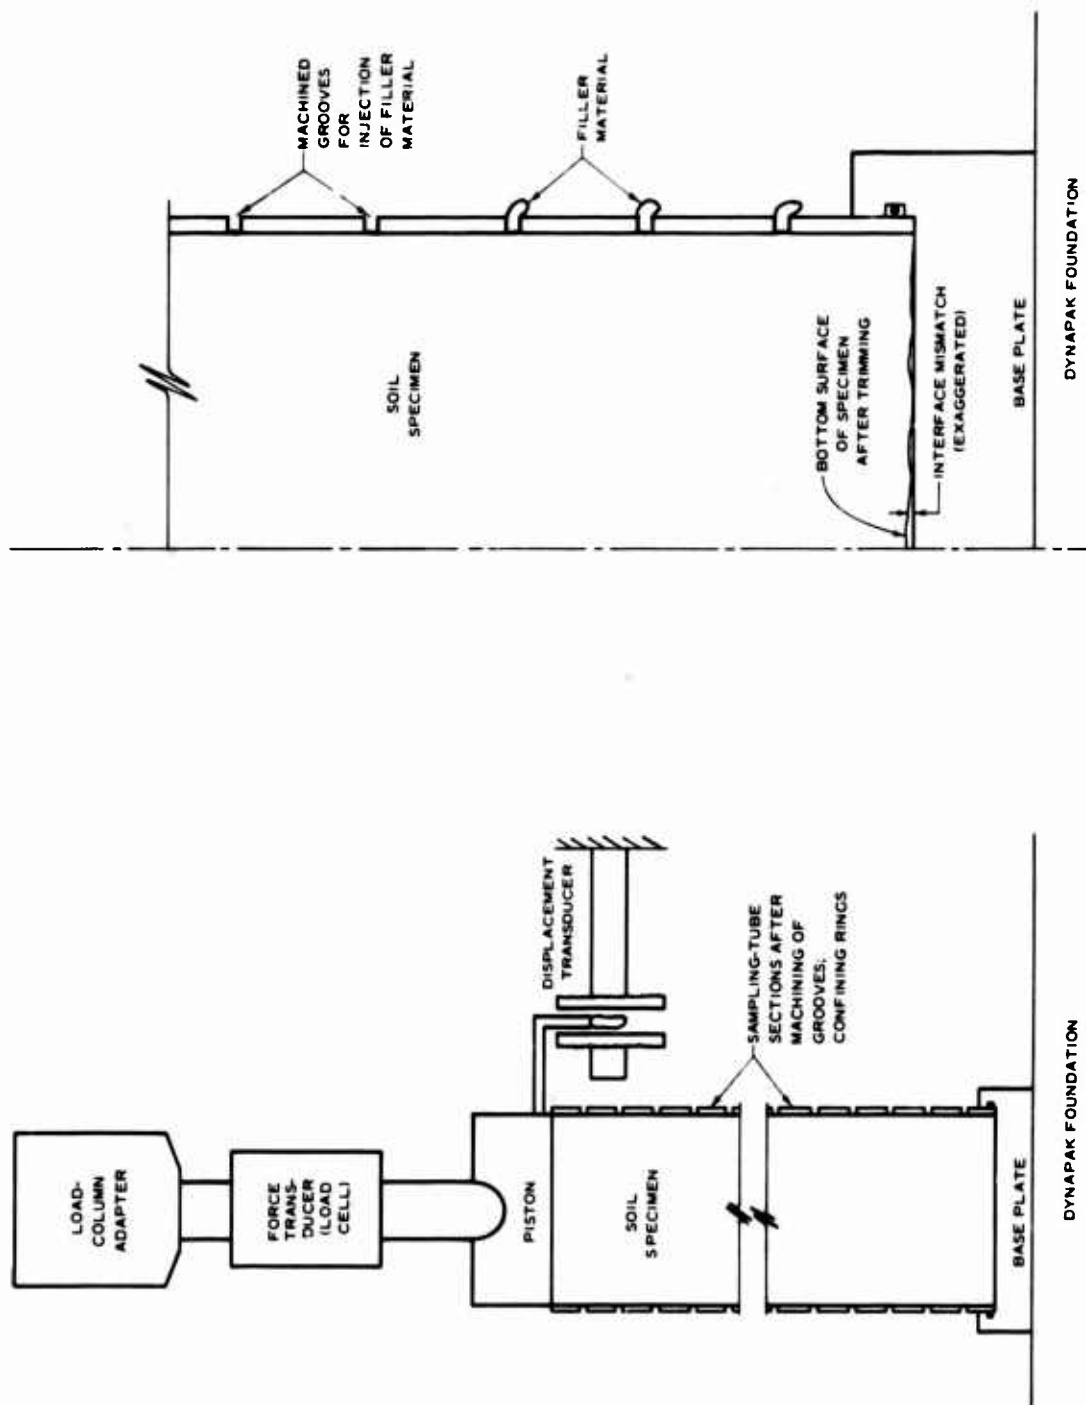 LOAD-
COLUMN
ADAPTER
FORCE
TRANS-
DUCER
(LOAD
CELL)
PISTON
DISPLACEMENT
TRANSDUCER
SOIL
SPECIMEN
SAMPLING-TUBE
SECTIONS AFTER
MACHINING OF
GROOVES;
CONFINING RINGS
BASE PLATE
DYNAPAK FOUNDATION
MACHINED
GROOVES
FOR
INJECTION
OF FILLER
MATERIAL
SOIL
SPECIMEN
FILLER
MATERIAL
BOTTOM SURFACE
OF SPECIMEN
AFTER TRIMMING
INTERFACE MISMATCH
(EXAGGERATED)
BASE PLATE
DYNAPAK FOUNDATION